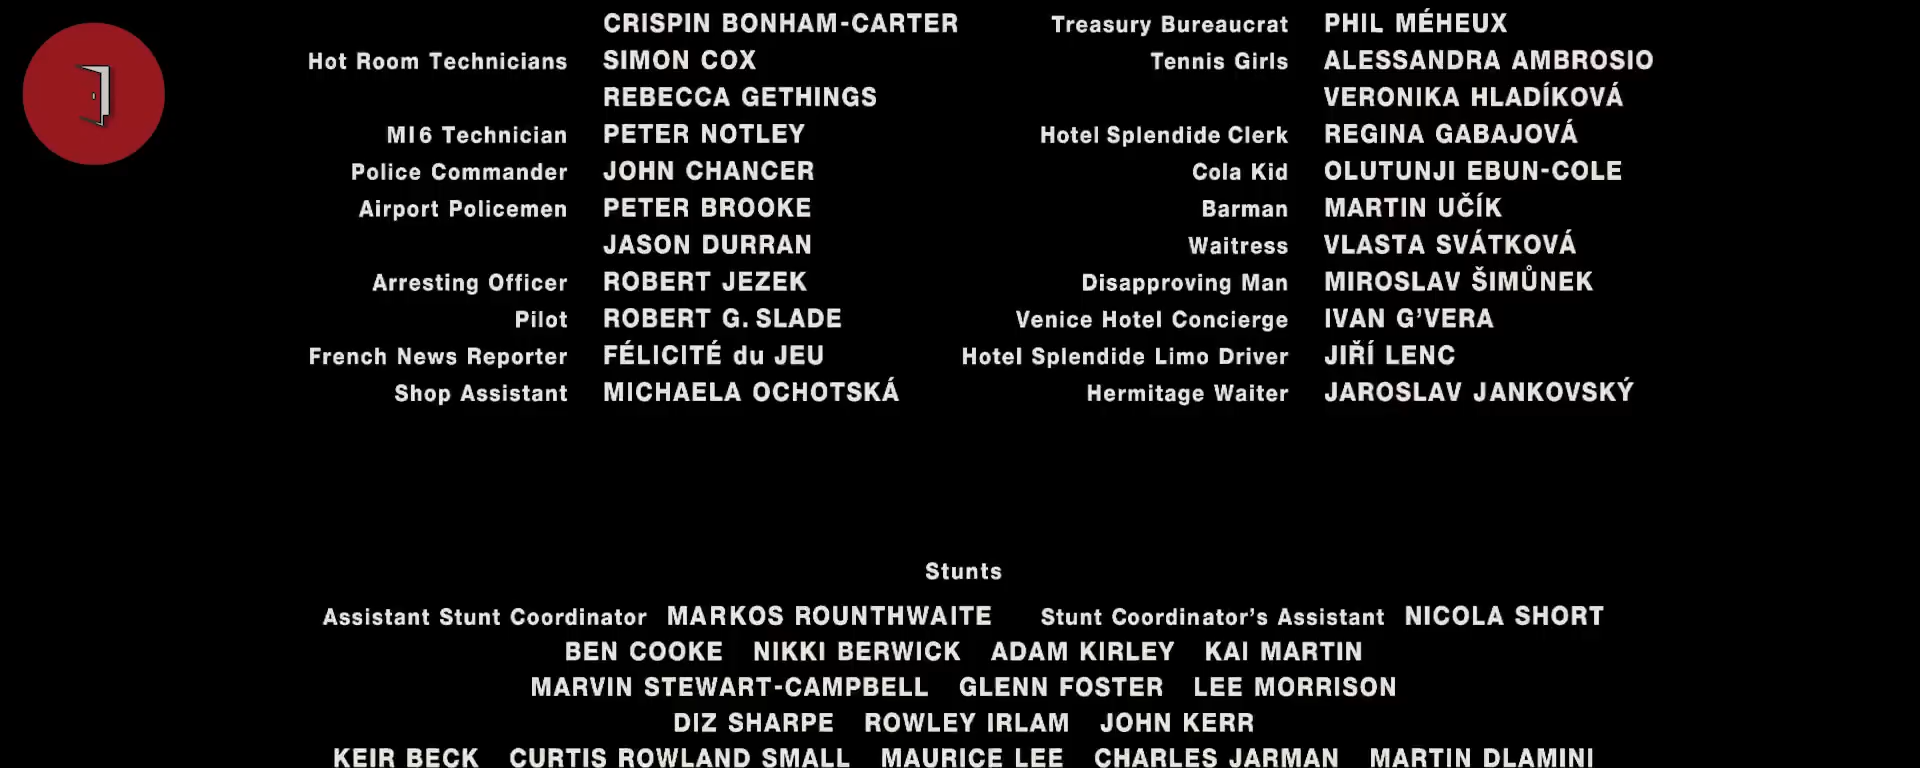 CRISPIN BONHAM-CARTER
Hot Room Technicians SIMON COX
REBECCA GETHINGS
MI6 Technician PETER NOTLEY
Police Commander JOHN CHANCER
Airport Policemen PETER BROOKE
JASON DURRAN
Arresting Officer ROBERT JEZEK
Pilot ROBERT G. SLADE
French News Reporter FÉLICITÉ du JEU
Shop Assistant MICHAELA OCHOTSKÁ
Treasury Bureaucrat PHIL MÉHEUX
Tennis Girls ALESSANDRA AMBROSIO
VERONIKA HLADÍKOVÁ
Hotel Splendide Clerk REGINA GABAJOVÁ
Cola Kid OLUTUNJI EBUN-COLE
Barman MARTIN UČÍK
Waitress VLASTA SVÁTKOVÁ
Disapproving Man MIROSLAV ŠIMŮNEK
Venice Hotel Concierge IVAN G'VERA
Hotel Splendide Limo Driver JIŘÍ LENC
Hermitage Waiter JAROSLAV JANKOVSKÝ
Stunts
Assistant Stunt Coordinator MARKOS ROUNTHWAITE Stunt Coordinator's Assistant NICOLA SHORT
BEN COOKE NIKKI BERWICK ADAM KIRLEY KAI MARTIN
MARVIN STEWART-CAMPBELL GLENN FOSTER LEE MORRISON
DIZ SHARPE ROWLEY IRLAM JOHN KERR
KEIR BECK CURTIS ROWLAND SMALL MAURICE LEE CHARLES JARMAN MARTIN DLAMINI